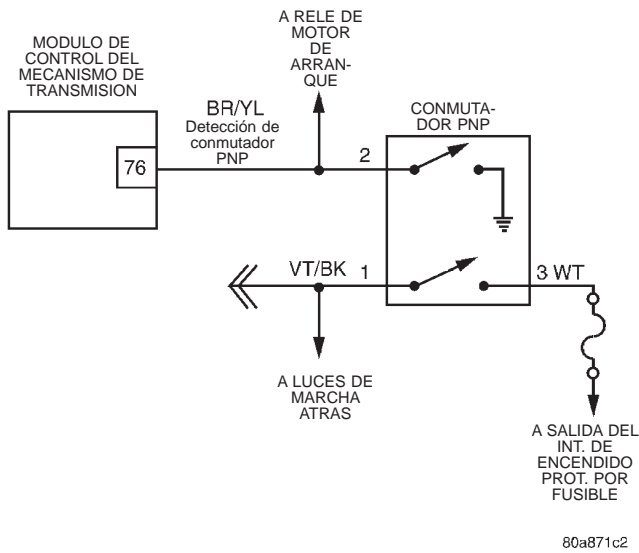 MODULO DE
CONTROL DEL
MECANISMO DE
TRANSMISION
76
BR/YL
Detección de
conmutador
PNP
A RELE DE
MOTOR
DE
ARRAN-
QUE
2
CONMUTA-
DOR PNP
VT/BK
1
3 WT
A LUCES DE
MARCHA
ATRAS
A SALIDA DEL
INT. DE
ENCENDIDO
PROT. POR
FUSIBLE
80a871c2